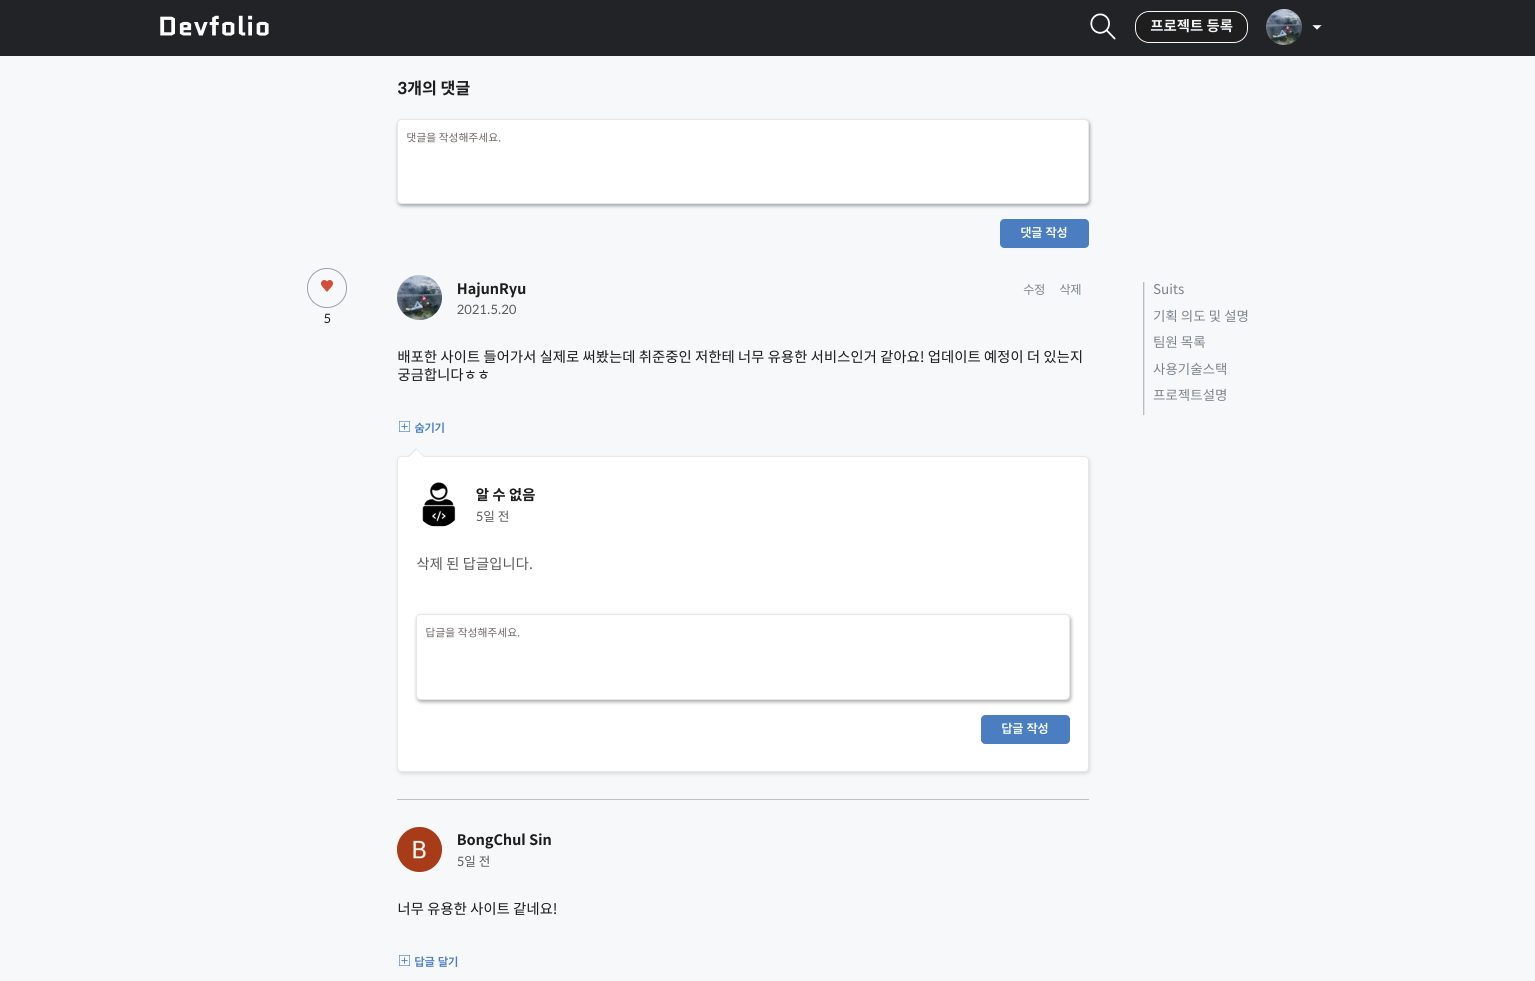 Devfolio
프로젝트 등록
3개의 댓글
댓글을 작성해주세요.
댓글 작성
5
HajunRyu
2021.5.20
수정 삭제
배포한 사이트 들어가서 실제로 써봤는데 취준중인 저한테 너무 유용한 서비스인거 같아요! 업데이트 예정이 더 있는지
궁금합니다ㅎㅎ
숨기기
알 수 없음
5일 전
삭제 된 답글입니다.
답글을 작성해주세요.
답글 작성
BongChul Sin
B
5일 전
너무 유용한 사이트 같네요!
답글 달기
Suits
기획 의도 및 설명
팀원 목록
사용기술스택
프로젝트설명